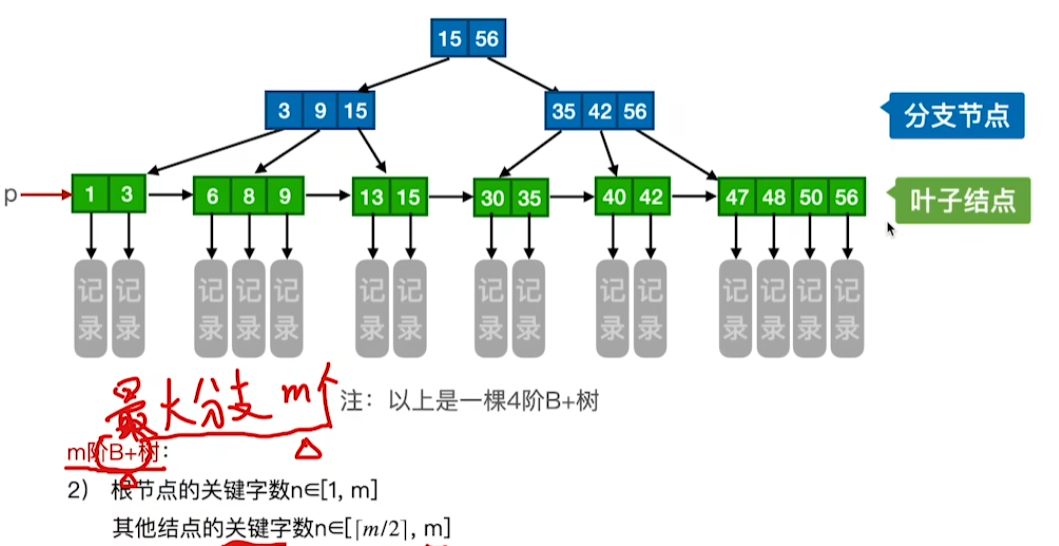 15 56
3 9 15
35 42 56
分支节点
p
1 3
6 8 9
13 15
30 35
40 42
47 48 50 56
叶子结点
记录 记录 记录 记录 记录 记录 记录 记录 记录 记录 记录 记录 记录 记录 记录
最大分支 m个
注：以上是一棵4阶B+树
m阶B+树：
2） 根节点的关键字数n∈[1, m]
其他结点的关键字数n∈[⌈m/2⌉, m]